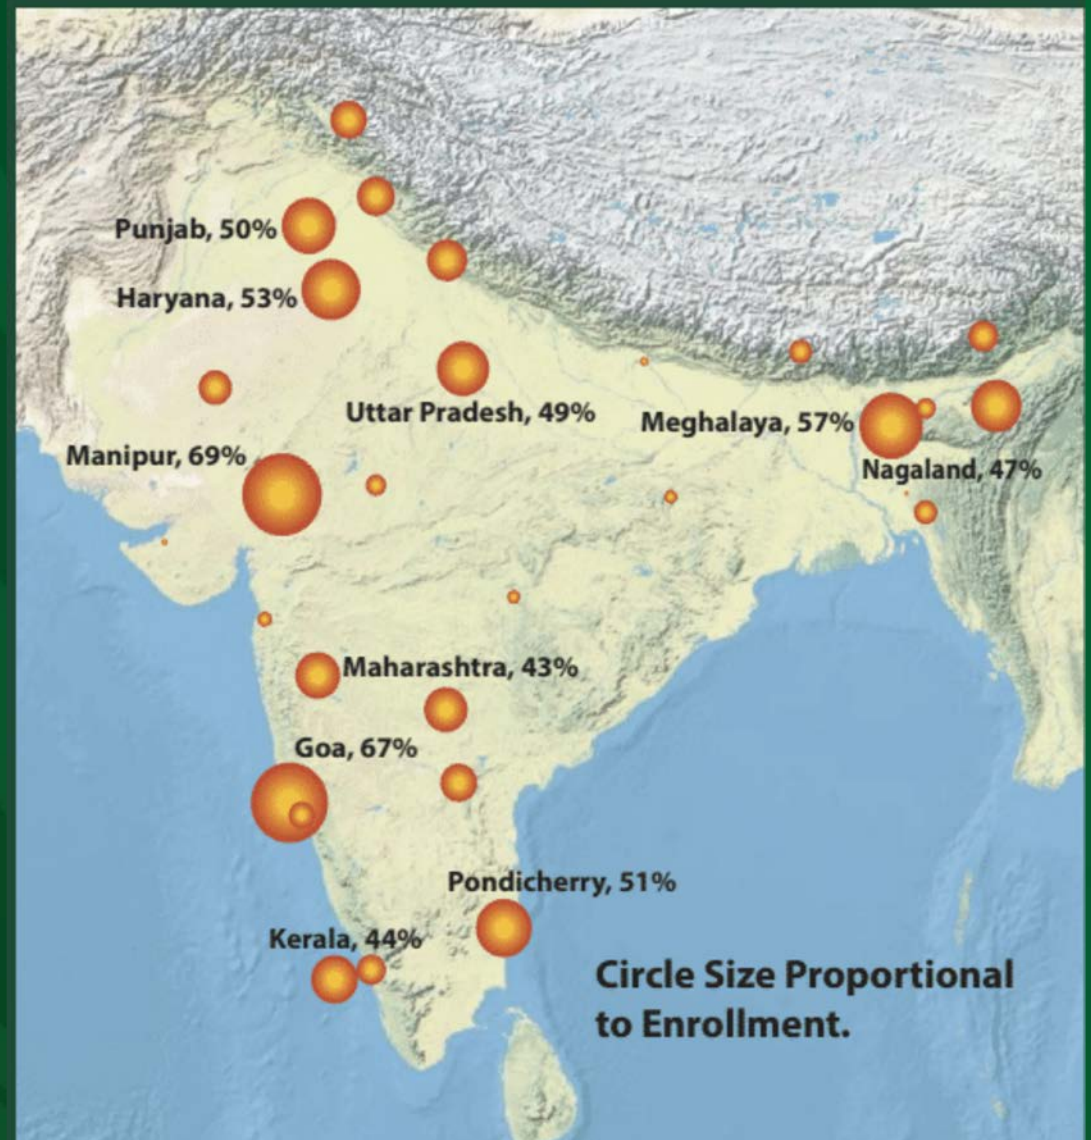 Punjab, 50%
Haryana, 53%
Uttar Pradesh, 49%
Meghalaya, 57%
Manipur, 69%
Nagaland, 47%
Maharashtra, 43%
Goa, 67%
Pondicherry, 51%
Kerala, 44%
Circle Size Proportional
to Enrollment.